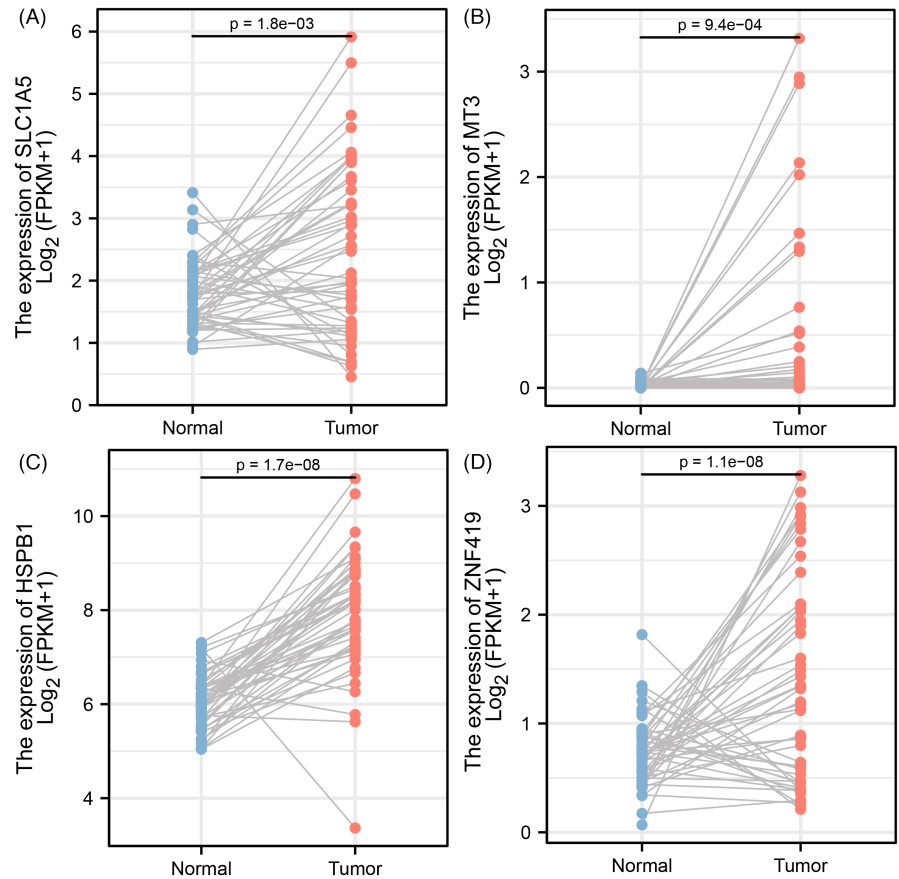 (A)
The expression of SLC1A5
Log2 (FPKM+1)
p = 1.8e−03
6
5
4
3
2
1
0
Normal Tumor
(B)
The expression of MT3
Log2 (FPKM+1)
p = 9.4e−04
3
2
1
0
Normal Tumor
(C)
The expression of HSPB1
Log2 (FPKM+1)
p = 1.7e−08
10
8
6
4
Normal Tumor
(D)
The expression of ZNF419
Log2 (FPKM+1)
p = 1.1e−08
3
2
1
0
Normal Tumor